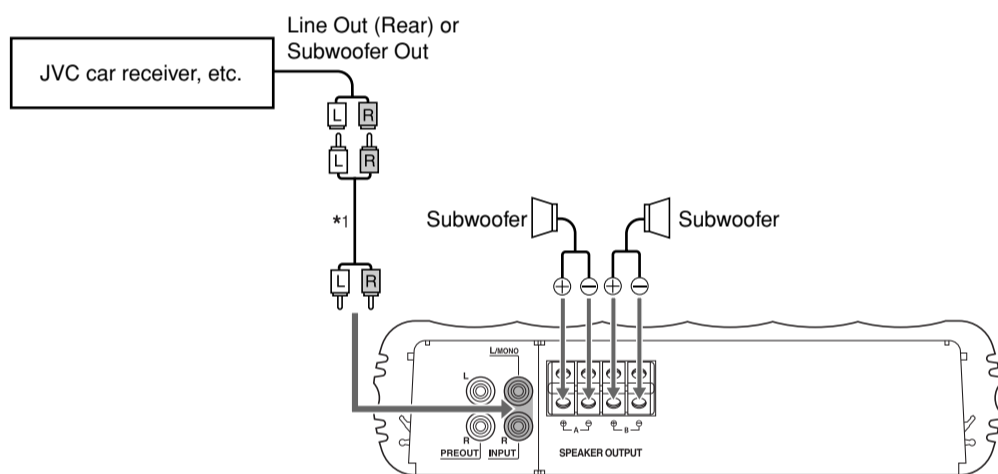 Line Out (Rear) or
Subwoofer Out
JVC car receiver, etc.
L R
L R
*1
Subwoofer
Subwoofer
L R
+ − + −
L/MONO
L
R R
PREOUT INPUT
+ A − + B −
SPEAKER OUTPUT